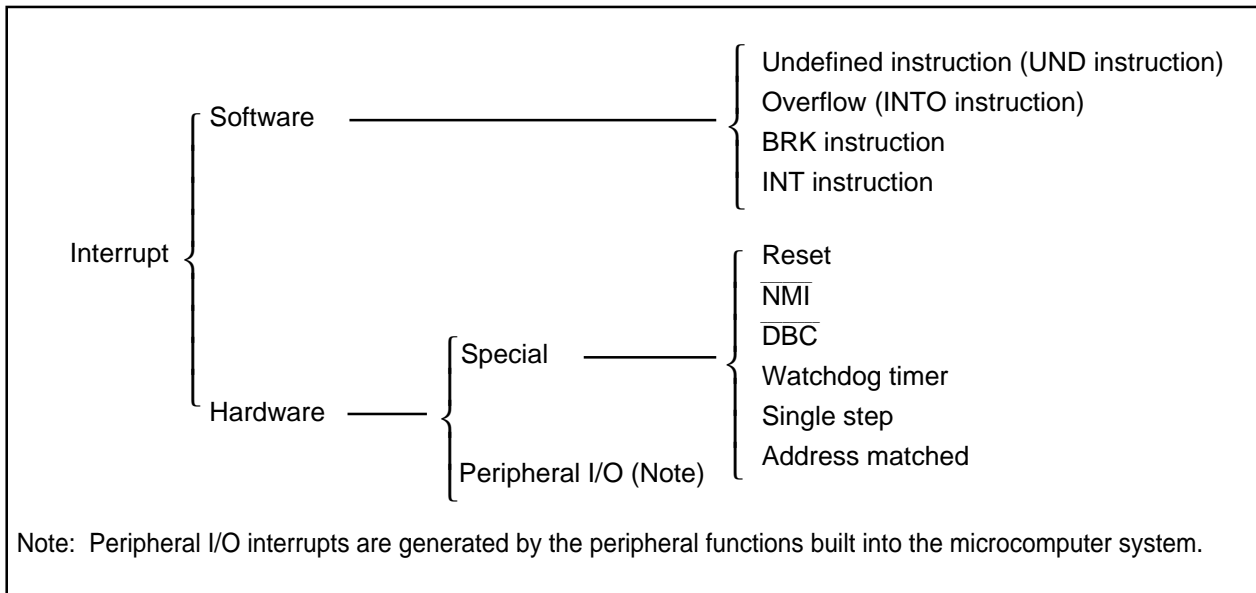 Software
Undefined instruction (UND instruction)
Overflow (INTO instruction)
BRK instruction
INT instruction
Interrupt
Hardware
Special
Reset
N̅M̅I̅
D̅B̅C̅
Watchdog timer
Single step
Address matched
Peripheral I/O (Note)
Note: Peripheral I/O interrupts are generated by the peripheral functions built into the microcomputer system.